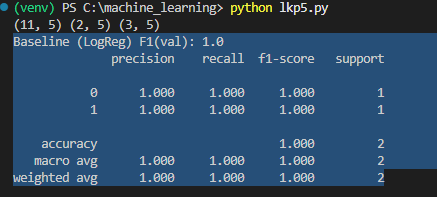 (venv) PS C:\machine_learning> python lkp5.py
(11, 5) (2, 5) (3, 5)
Baseline (LogReg) F1(val): 1.0
precision recall f1-score support
0 1.000 1.000 1.000 1
1 1.000 1.000 1.000 1
accuracy 1.000 2
macro avg 1.000 1.000 1.000 2
weighted avg 1.000 1.000 1.000 2